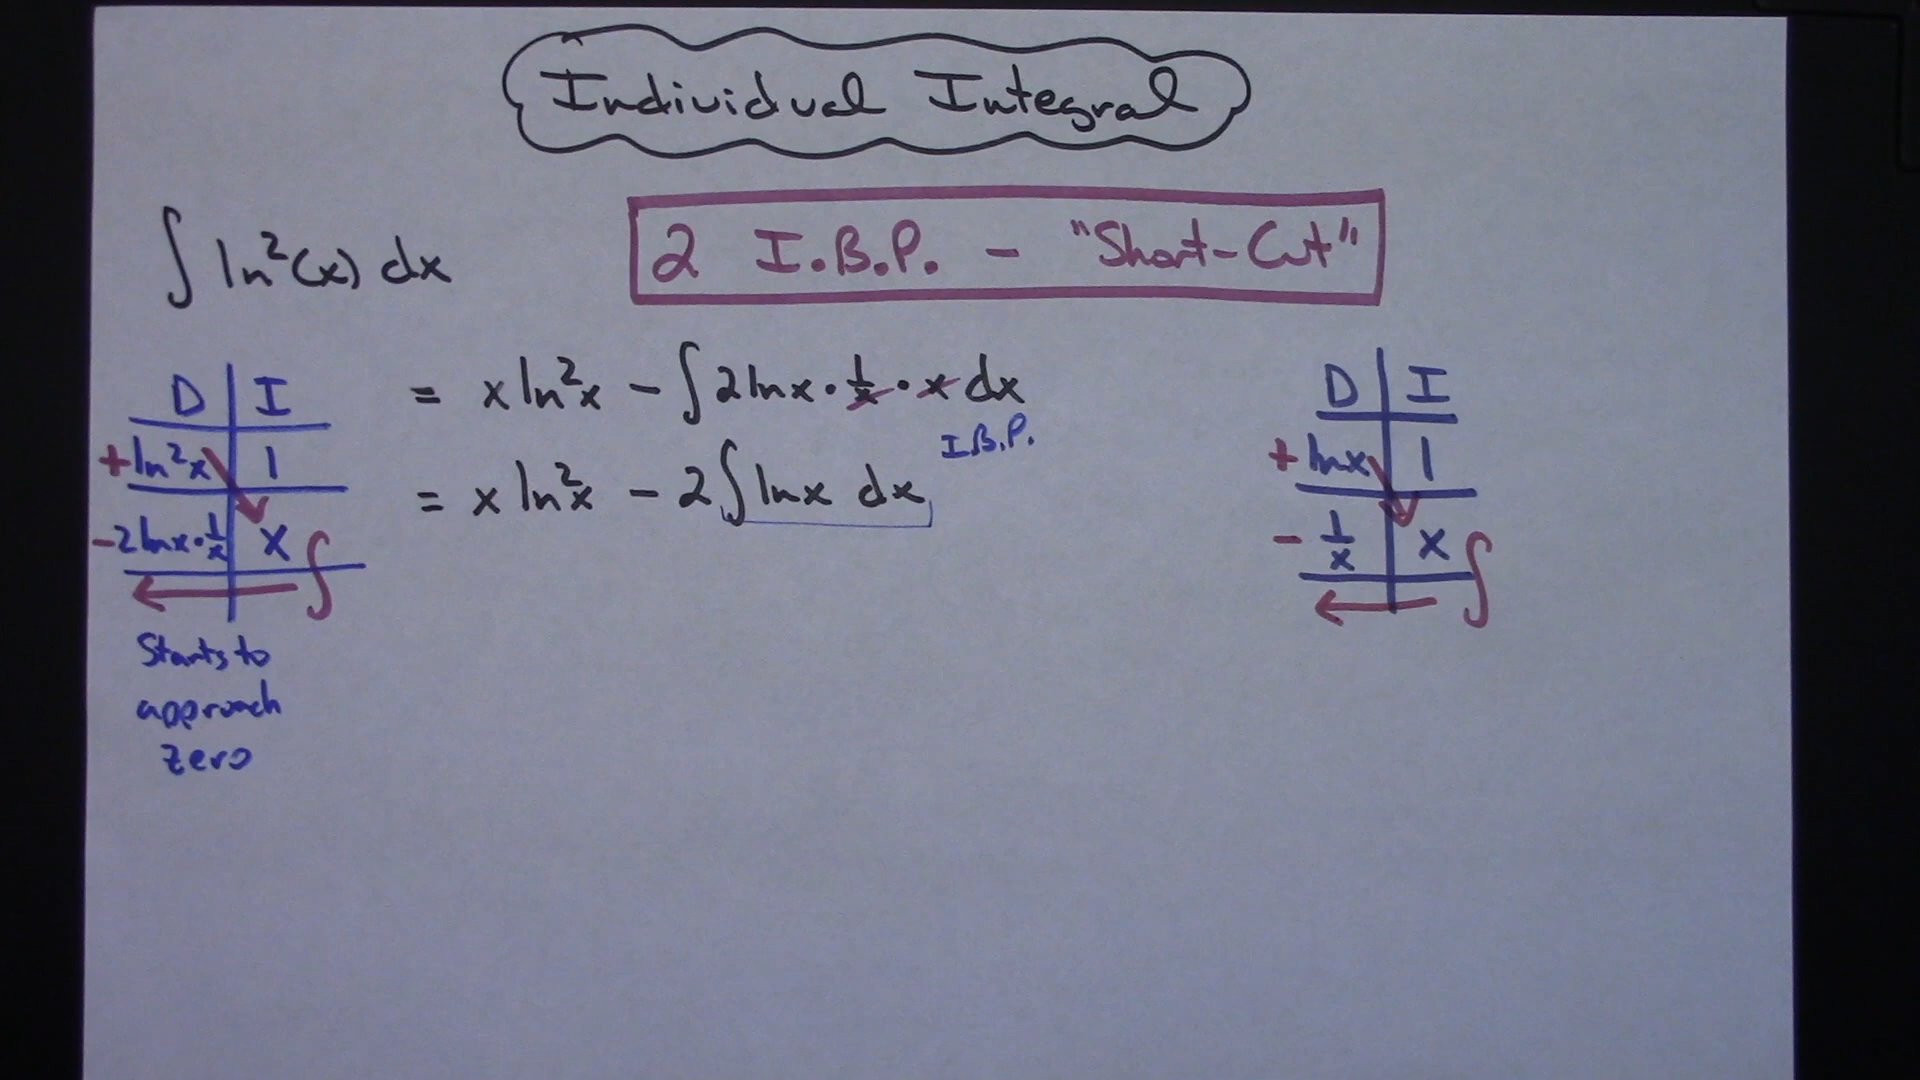 Individual Integral
∫ ln²(x) dx
2 I.B.P. - "Short-Cut"
D | I
+ ln²x | 1
- 2lnx · 1/x | x ∫
Starts to
approach
zero
= x ln²x - ∫ 2lnx · 1/x · x dx
I.B.P.
= x ln²x - 2 ∫ lnx dx
D | I
+ lnx | 1
- 1/x | x ∫